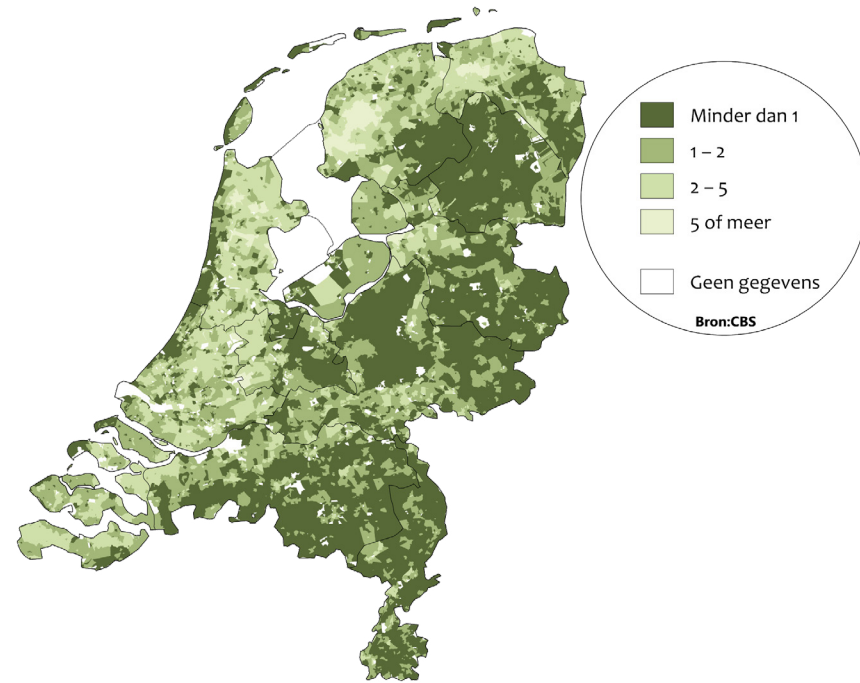 Minder dan 1
1 – 2
2 – 5
5 of meer
Geen gegevens
Bron:CBS